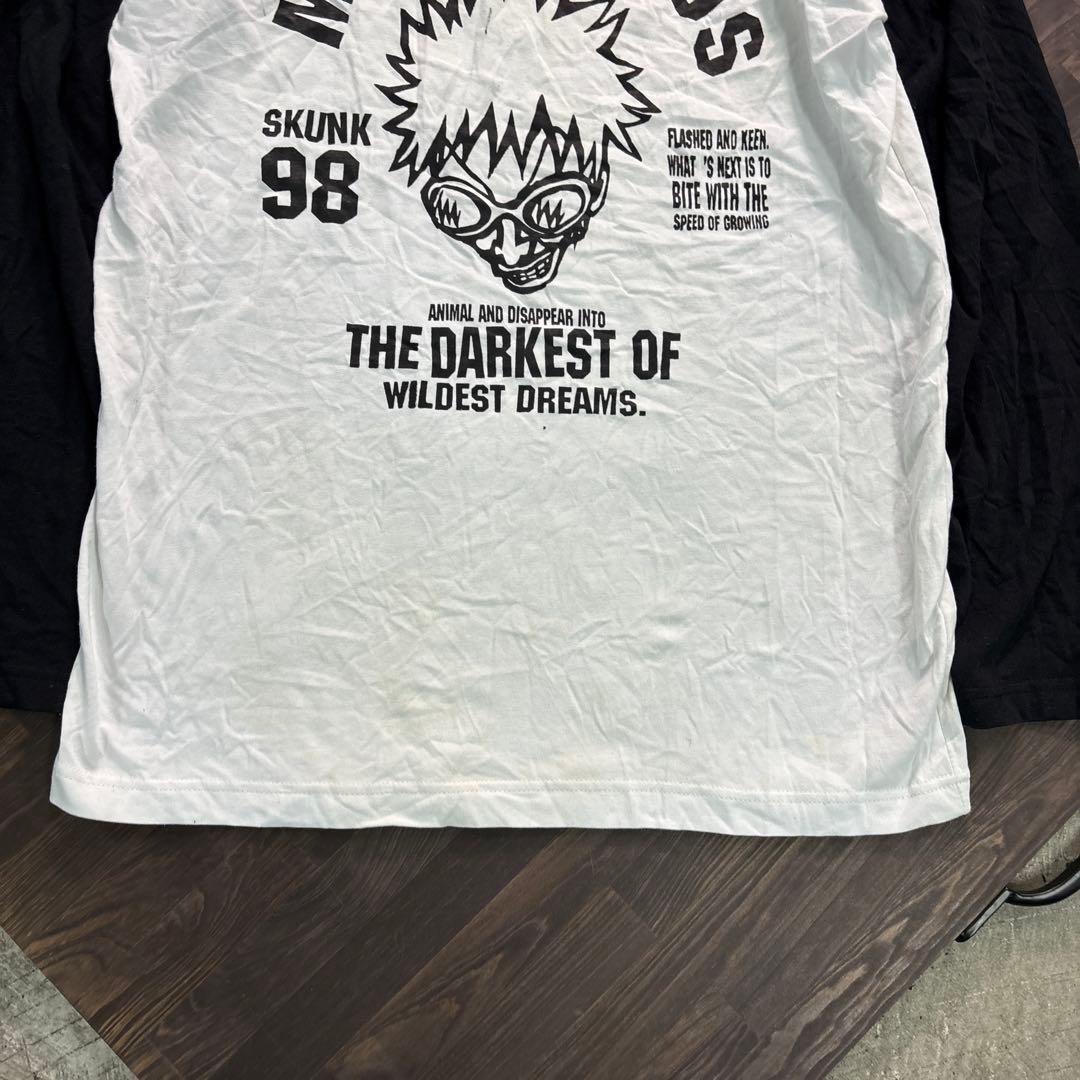 SKUNK
98
FLASHED AND KEEN.
WHAT 'S NEXT IS TO
BITE WITH THE
SPEED OF GROWING
ANIMAL AND DISAPPEAR INTO
THE DARKEST OF
WILDEST DREAMS.